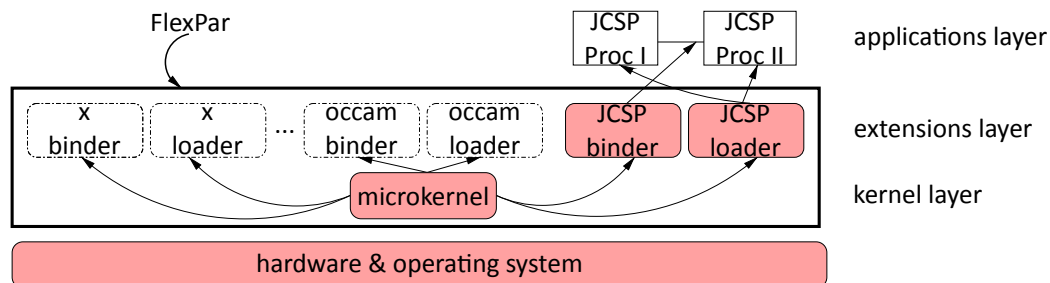 FlexPar
JCSP
Proc I
JCSP
Proc II
applications layer
x
binder
x
loader
...
occam
binder
occam
loader
JCSP
binder
JCSP
loader
extensions layer
microkernel
kernel layer
hardware & operating system